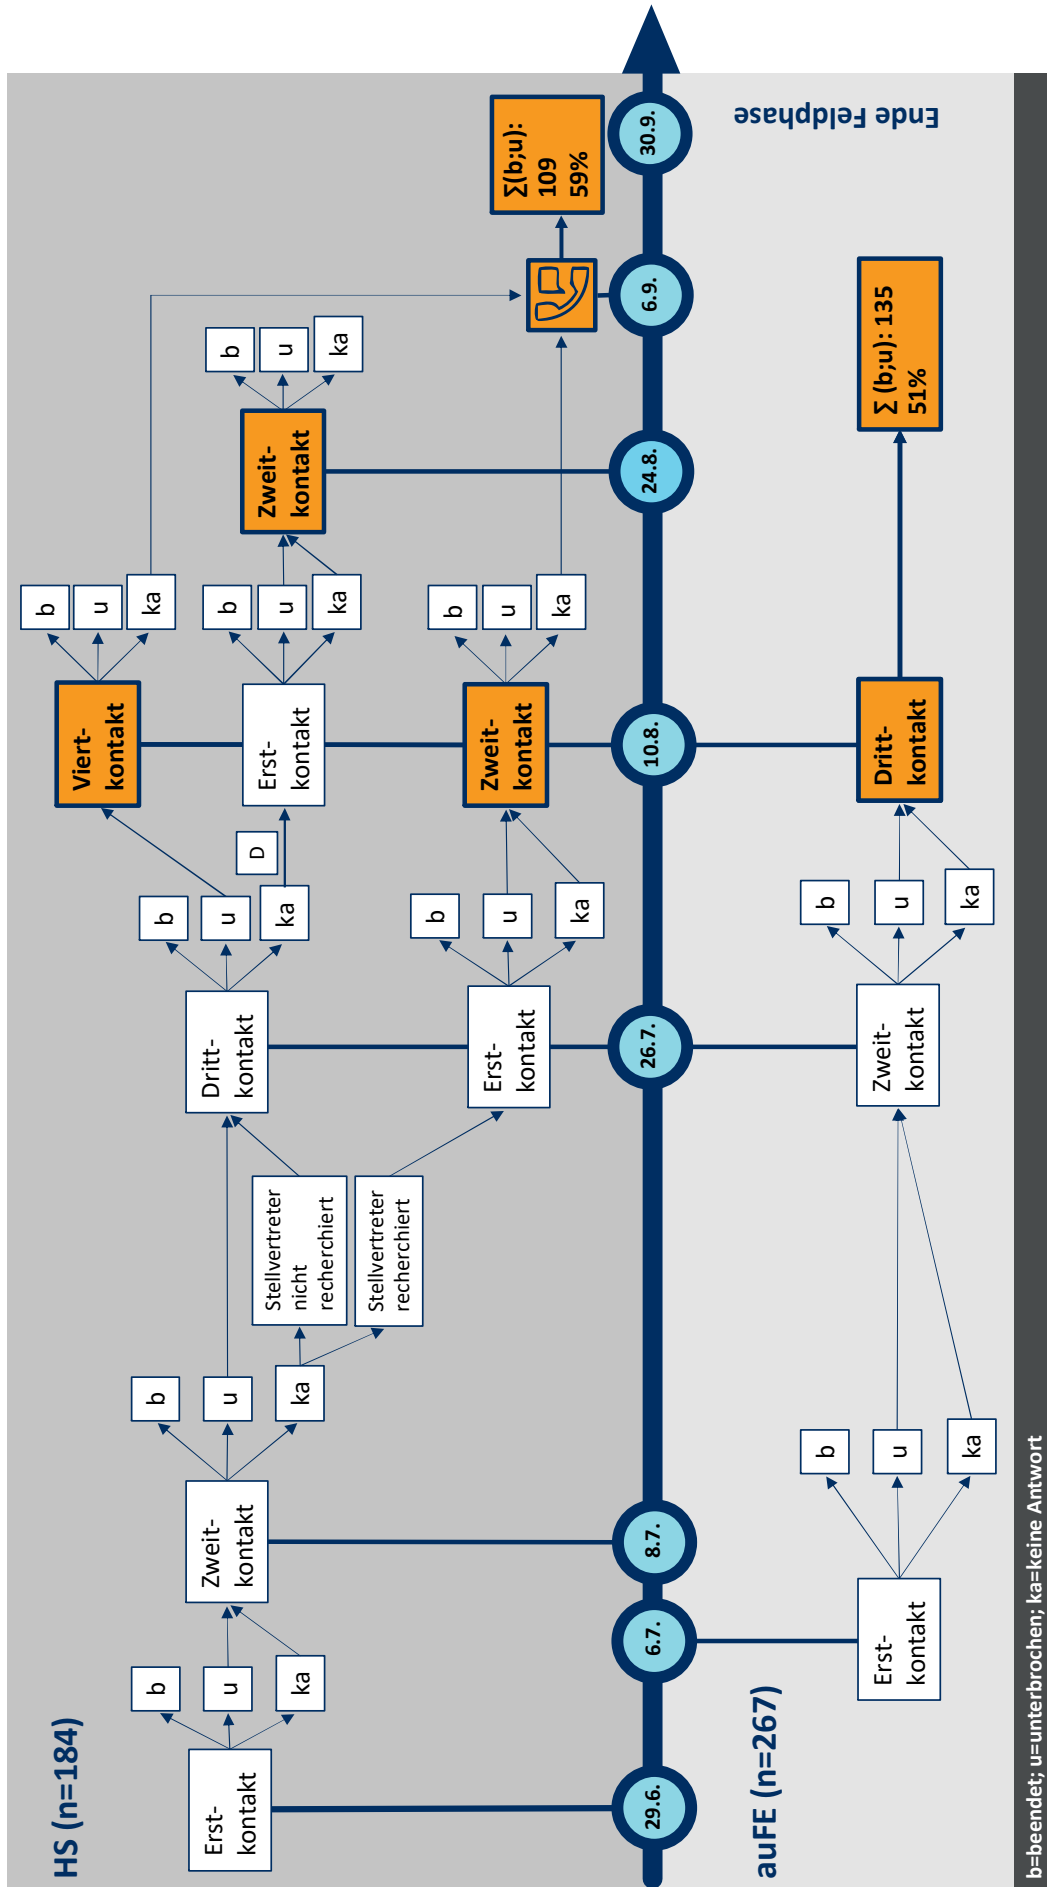 HS (n=184)
Erst-
kontakt
b
u
ka
Zweit-
kontakt
b
u
ka
Stellvertreter
nicht
recherchiert
Stellvertreter
recherchiert
Dritt-
kontakt
b
u
ka
D
Erst-
kontakt
b
u
ka
Viert-
kontakt
b
u
ka
Erst-
kontakt
b
u
ka
Zweit-
kontakt
b
u
ka
Zweit-
kontakt
b
u
ka
∑(b;u):
109
59%
29.6.
6.7.
8.7.
26.7.
10.8.
24.8.
6.9.
30.9.
auFE (n=267)
Erst-
kontakt
b
u
ka
Zweit-
kontakt
b
u
ka
Dritt-
kontakt
∑ (b;u): 135
51%
Ende Feldphase
b=beendet; u=unterbrochen; ka=keine Antwort